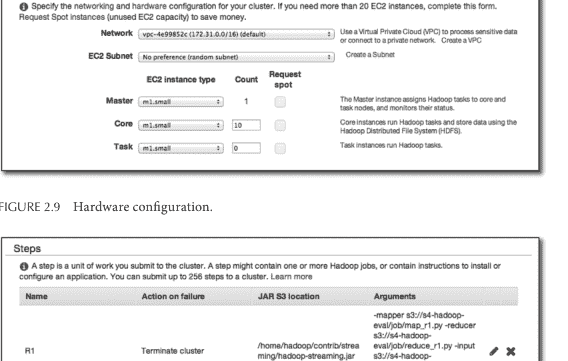 Specify the networking and hardware configuration for your cluster. If you need more than 20 EC2 instances, complete this form.
Request Spot instances (unused EC2 capacity) to save money.
Network vpc-4e99852c (172.31.0.0/16) (default)
Use a Virtual Private Cloud (VPC) to process sensitive data
or connect to a private network. Create a VPC
EC2 Subnet No preference (random subnet)
Create a Subnet
EC2 instance type Count Request
spot
Master m1.small 1
The Master instance assigns Hadoop tasks to core and
task nodes, and monitors their status.
Core m1.small 10
Core instances run Hadoop tasks and store data using the
Hadoop Distributed File System (HDFS).
Task m1.small 0
Task instances run Hadoop tasks.
FIGURE 2.9 Hardware configuration.
Steps
A step is a unit of work you submit to the cluster. A step might contain one or more Hadoop jobs, or contain instructions to install or
configure an application. You can submit up to 256 steps to a cluster. Learn more
Name Action on failure JAR S3 location Arguments
R1 Terminate cluster
/home/hadoop/contrib/strea
ming/hadoop-streaming.jar
-mapper s3://s4-hadoop-
eval/job/map_r1.py -reducer
s3://s4-hadoop-
eval/job/reduce_r1.py -input
s3://s4-hadoop-